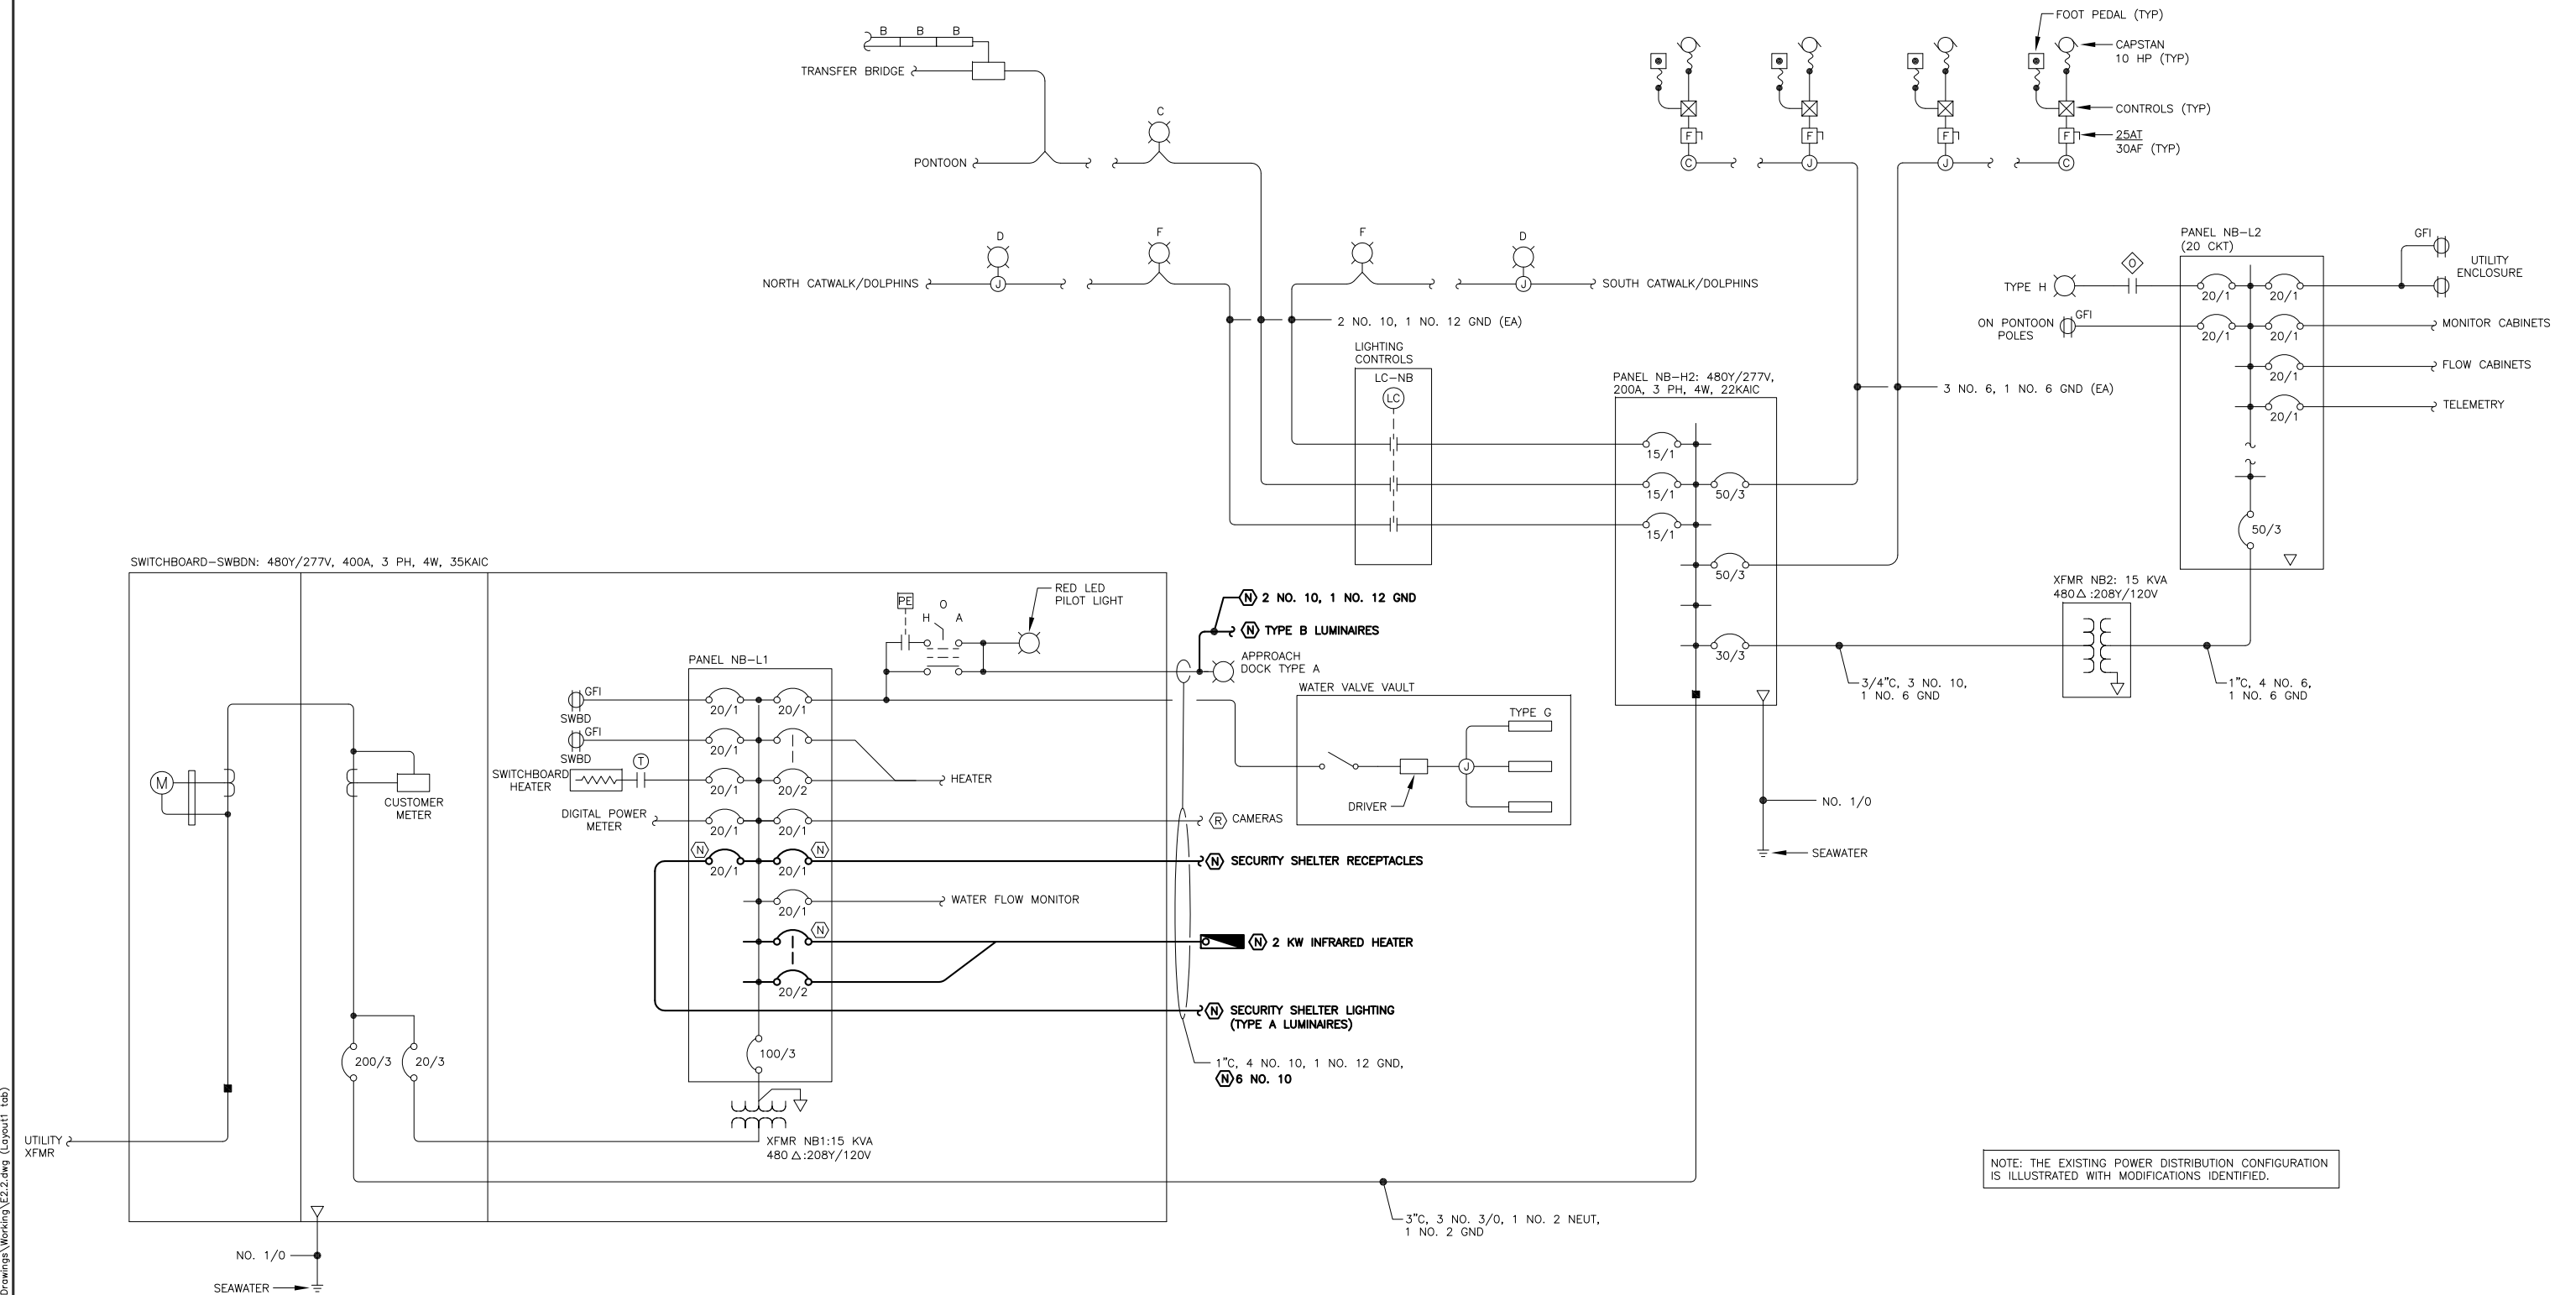 FOOT PEDAL (TYP)
CAPSTAN
10 HP (TYP)
CONTROLS (TYP)
25AT
30AF (TYP)
B B B
TRANSFER BRIDGE
C
PONTOON
F F F F
C J J C
D F F D
NORTH CATWALK/DOLPHINS
J
J
SOUTH CATWALK/DOLPHINS
2 NO. 10, 1 NO. 12 GND (EA)
LIGHTING
CONTROLS
LC-NB
LC
PANEL NB-H2: 480Y/277V,
200A, 3 PH, 4W, 22KAIC
15/1
15/1
50/3
15/1
50/3
30/3
3 NO. 6, 1 NO. 6 GND (EA)
PANEL NB-L2
(20 CKT)
GFI
UTILITY
ENCLOSURE
TYPE H
O
20/1
20/1
ON PONTOON
POLES
GFI
20/1
20/1
MONITOR CABINETS
20/1
FLOW CABINETS
20/1
TELEMETRY
50/3
XFMR NB2: 15 KVA
480△:208Y/120V
3/4"C, 3 NO. 10,
1 NO. 6 GND
1"C, 4 NO. 6,
1 NO. 6 GND
NO. 1/0
SEAWATER
SWITCHBOARD-SWBDN: 480Y/277V, 400A, 3 PH, 4W, 35KAIC
PE
H O A
RED LED
PILOT LIGHT
N 2 NO. 10, 1 NO. 12 GND
N TYPE B LUMINAIRES
APPROACH
DOCK TYPE A
WATER VALVE VAULT
TYPE G
J
DRIVER
PANEL NB-L1
GFI
SWBD
20/1
20/1
GFI
SWBD
20/1
SWITCHBOARD
HEATER
T
20/1
20/2
HEATER
DIGITAL POWER
METER
20/1
20/1
R CAMERAS
N
N
20/1
20/1
N SECURITY SHELTER RECEPTACLES
20/1
WATER FLOW MONITOR
N
N 2 KW INFRARED HEATER
20/2
N SECURITY SHELTER LIGHTING
(TYPE A LUMINAIRES)
100/3
1"C, 4 NO. 10, 1 NO. 12 GND,
N 6 NO. 10
XFMR NB1:15 KVA
480 △:208Y/120V
M
CUSTOMER
METER
200/3
20/3
UTILITY
XFMR
NO. 1/0
SEAWATER
3"C, 3 NO. 3/0, 1 NO. 2 NEUT,
1 NO. 2 GND
NOTE: THE EXISTING POWER DISTRIBUTION CONFIGURATION
IS ILLUSTRATED WITH MODIFICATIONS IDENTIFIED.
Drawings\Working\E2.2.dwg (Layout1 tab)